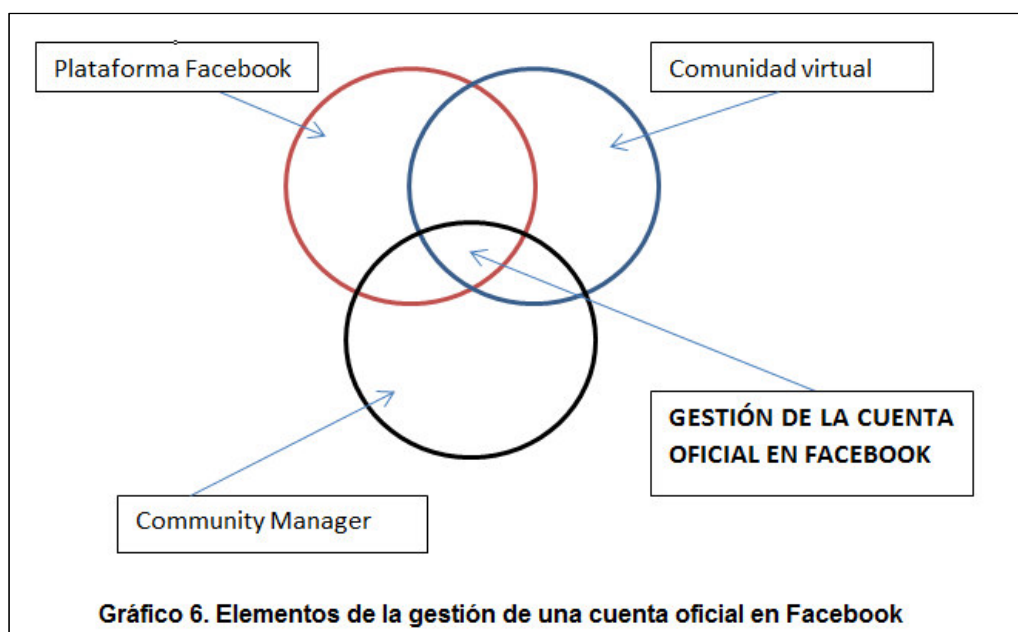 Plataforma Facebook
Comunidad virtual
GESTIÓN DE LA CUENTA
OFICIAL EN FACEBOOK
Community Manager
Gráfico 6. Elementos de la gestión de una cuenta oficial en Facebook